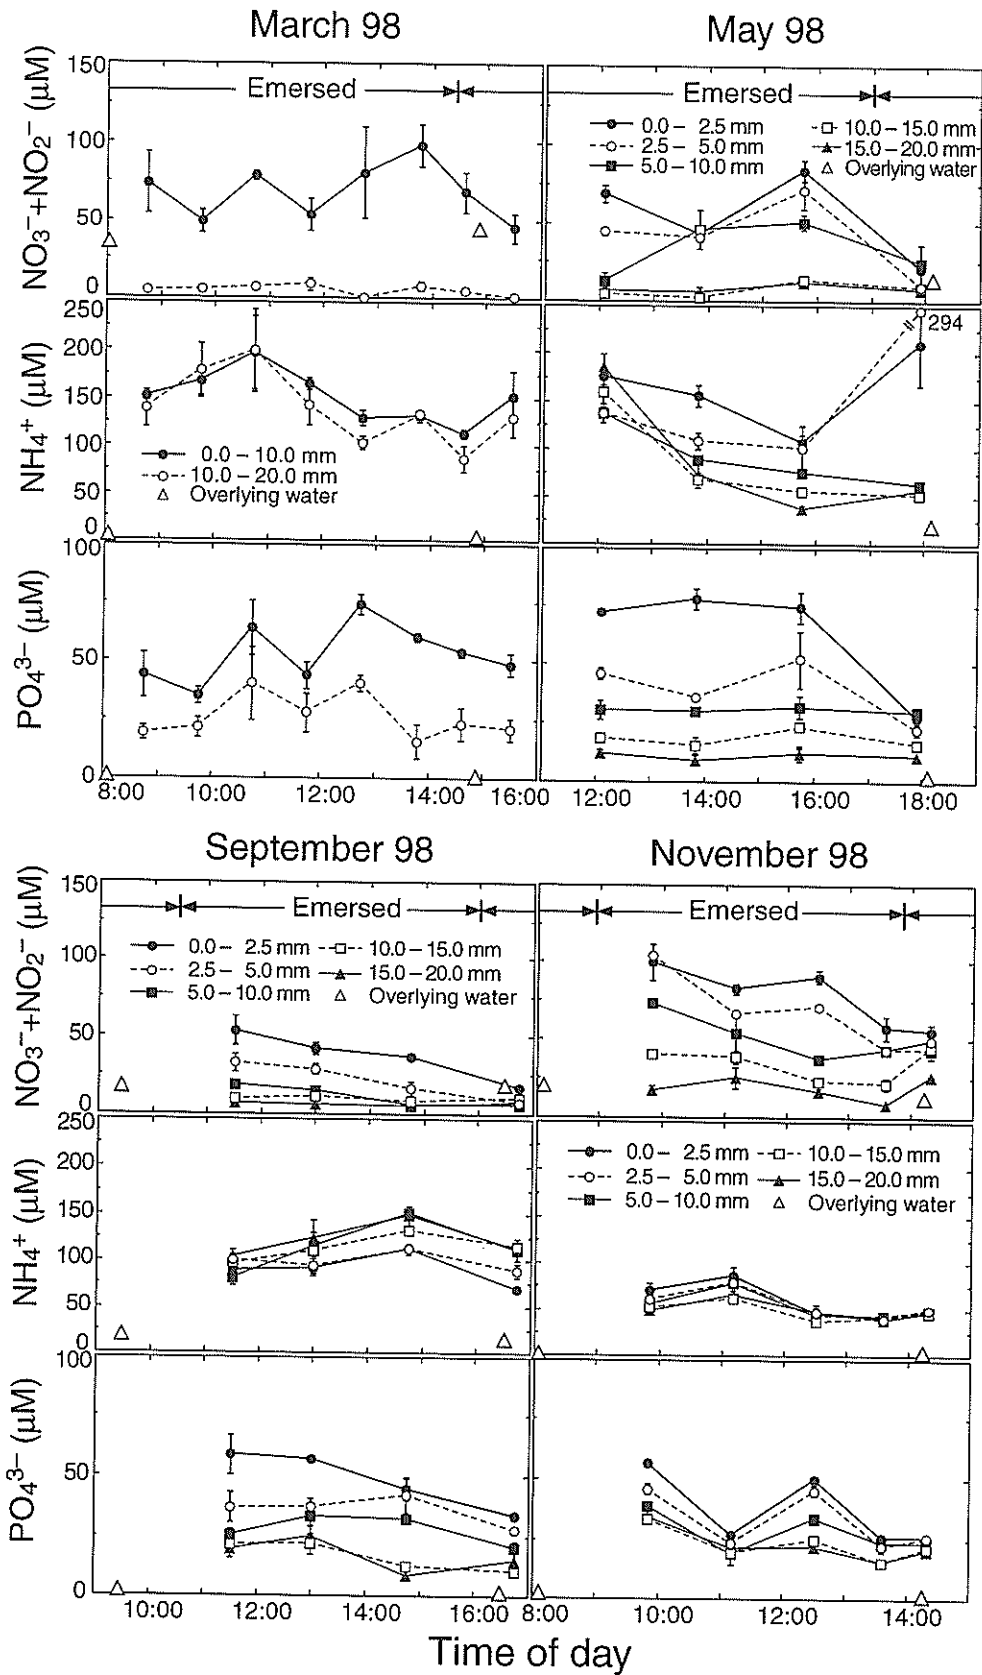 March 98
May 98
NO₃⁻+NO₂⁻ (μM)
150
100
50
0
Emersed
Emersed
0.0 – 2.5 mm
2.5 – 5.0 mm
5.0 – 10.0 mm
10.0 – 15.0 mm
15.0 – 20.0 mm
Overlying water
NH₄⁺ (μM)
250
200
150
100
50
0
0.0 – 10.0 mm
10.0 – 20.0 mm
Overlying water
294
PO₄³⁻ (μM)
100
50
0
8:00 10:00 12:00 14:00 16:00
12:00 14:00 16:00 18:00
September 98
November 98
NO₃⁻+NO₂⁻ (μM)
150
100
50
0
Emersed
Emersed
0.0 – 2.5 mm
2.5 – 5.0 mm
5.0 – 10.0 mm
10.0 – 15.0 mm
15.0 – 20.0 mm
Overlying water
NH₄⁺ (μM)
250
200
150
100
50
0
0.0 – 2.5 mm
2.5 – 5.0 mm
5.0 – 10.0 mm
10.0 – 15.0 mm
15.0 – 20.0 mm
Overlying water
PO₄³⁻ (μM)
100
50
0
10:00 12:00 14:00 16:00
8:00 10:00 12:00 14:00
Time of day